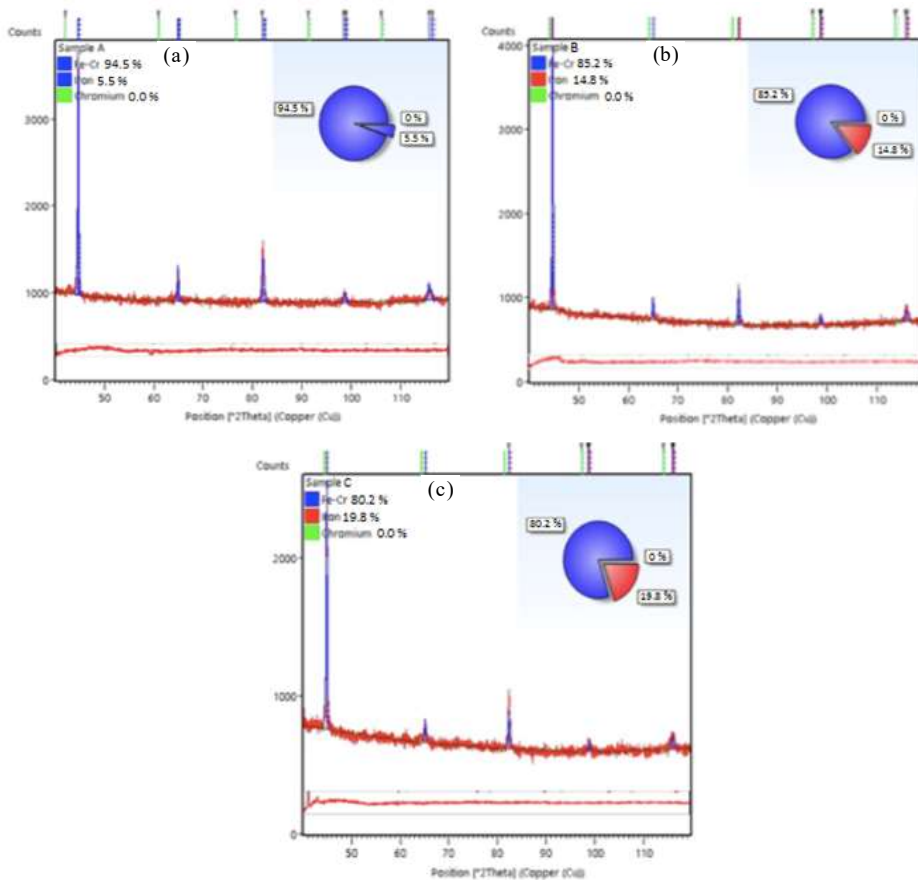 Counts
Sample A
(a)
Fe-Cr 94.5 %
Iron 5.5 %
Chromium 0.0 %
94.5 %
0 %
5.5 %
3000
2000
1000
0
50 60 70 80 90 100 110
Position [°2Theta] (Copper (Cu))
Counts
4000
Sample B
(b)
Fe-Cr 85.2 %
Iron 14.8 %
Chromium 0.0 %
85.2 %
0 %
14.8 %
3000
2000
1000
0
50 60 70 80 90 100 110
Position [°2Theta] (Copper (Cu))
Counts
Sample C
(c)
Fe-Cr 80.2 %
Iron 19.8 %
Chromium 0.0 %
80.2 %
0 %
19.8 %
2000
1000
0
50 60 70 80 90 100 110
Position [°2Theta] (Copper (Cu))